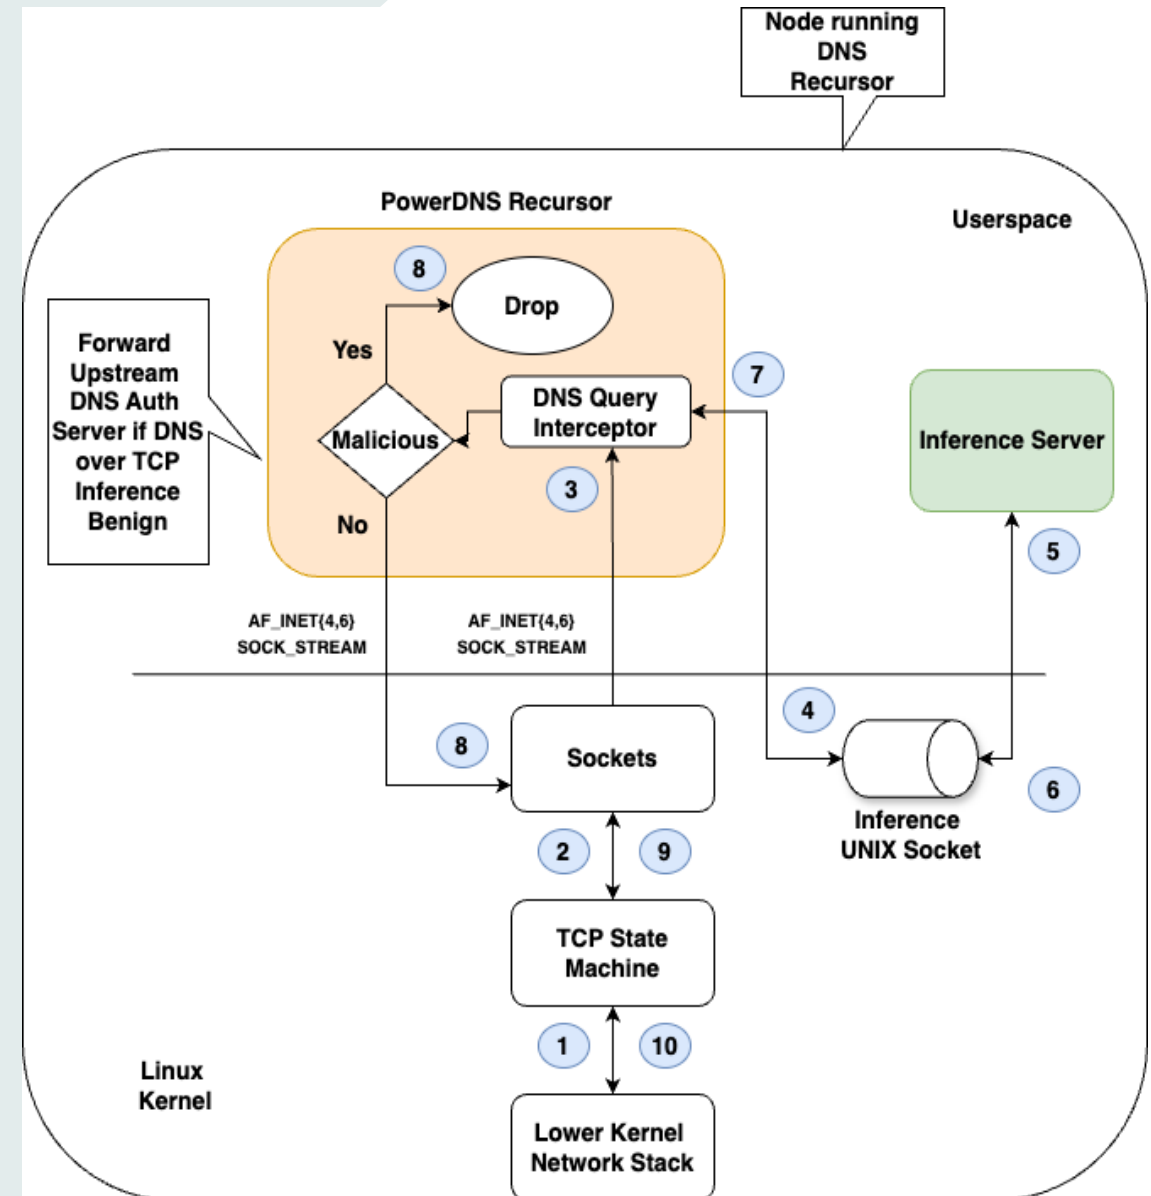 Node running
DNS
Recursor
PowerDNS Recursor
Userspace
8
Drop
Yes
Forward
Upstream
DNS Auth
Server if DNS
over TCP
Inference
Benign
7
DNS Query
Interceptor
Malicious
Inference Server
3
No
5
AF_INET{4,6}
SOCK_STREAM
AF_INET{4,6}
SOCK_STREAM
4
8
Sockets
6
Inference
UNIX Socket
2
9
TCP State
Machine
1
10
Linux
Kernel
Lower Kernel
Network Stack